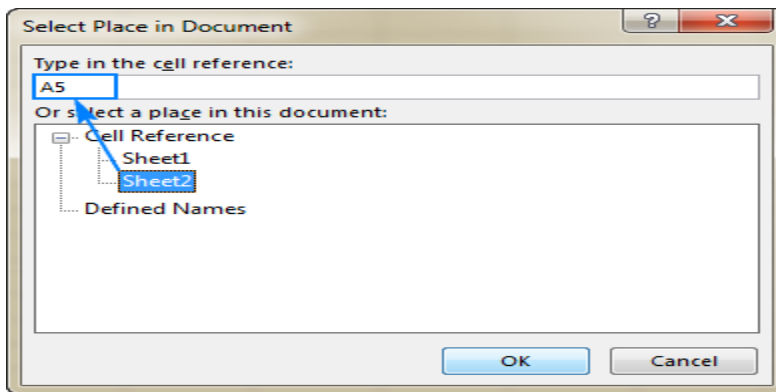 Select Place in Document
Type in the cell reference:
A5
Or select a place in this document:
Cell Reference
Sheet1
Sheet2
Defined Names
OK
Cancel